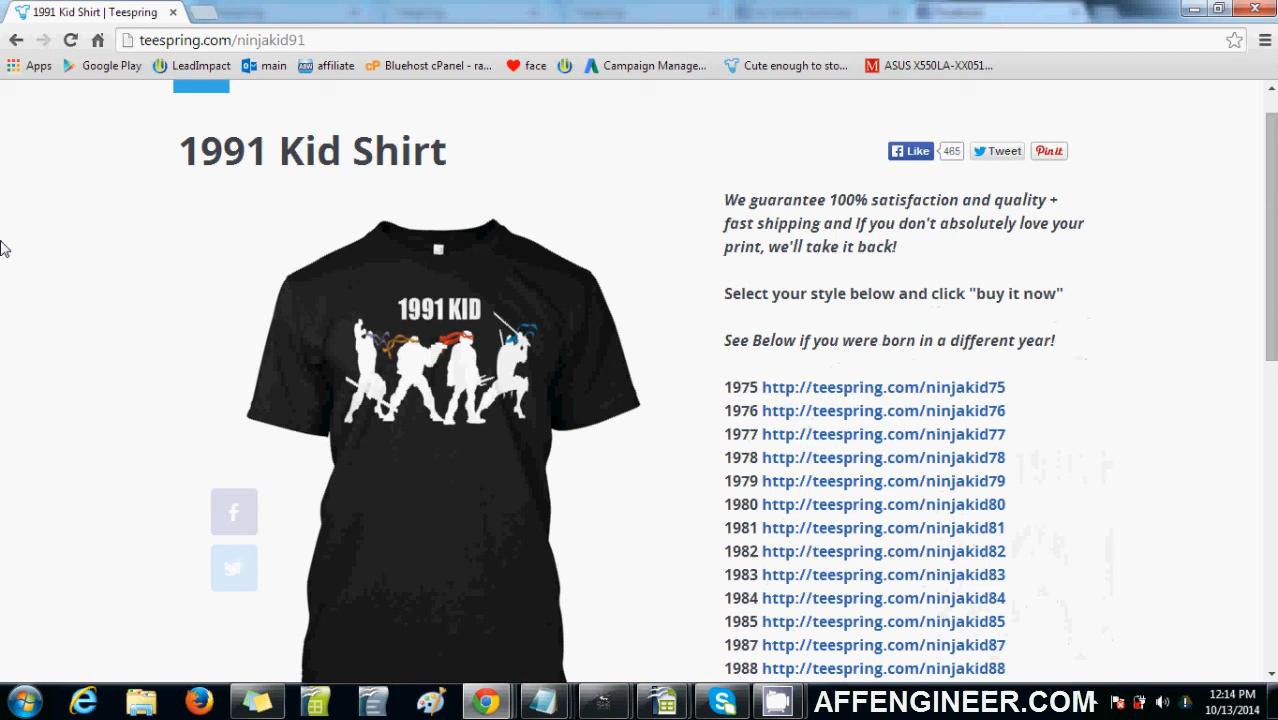 1991 Kid Shirt | Teespring
teespring.com/ninjakid91
Apps Google Play LeadImpact main affiliate Bluehost cPanel - ra... face Campaign Manage... Cute enough to sto... ASUS X550LA-XX051...
1991 Kid Shirt
Like 465 Tweet Pin it
We guarantee 100% satisfaction and quality +
fast shipping and If you don't absolutely love your
print, we'll take it back!
Select your style below and click "buy it now"
See Below if you were born in a different year!
1991 KID
1975 http://teespring.com/ninjakid75
1976 http://teespring.com/ninjakid76
1977 http://teespring.com/ninjakid77
1978 http://teespring.com/ninjakid78
1979 http://teespring.com/ninjakid79
1980 http://teespring.com/ninjakid80
1981 http://teespring.com/ninjakid81
1982 http://teespring.com/ninjakid82
1983 http://teespring.com/ninjakid83
1984 http://teespring.com/ninjakid84
1985 http://teespring.com/ninjakid85
1987 http://teespring.com/ninjakid87
1988 http://teespring.com/ninjakid88
AFFENGINEER.COM
12:14 PM
10/13/2014